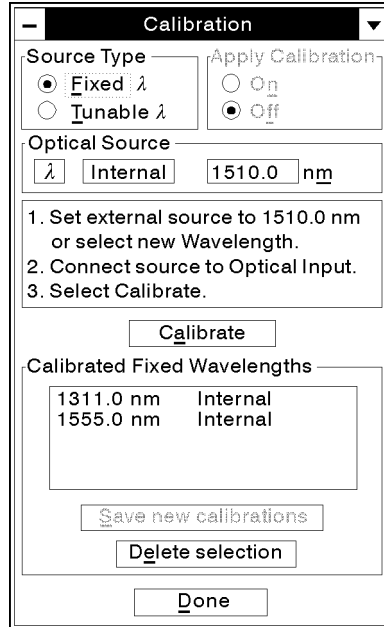 Calibration
Source Type
Fixed λ
Tunable λ
Apply Calibration
On
Off
Optical Source
λ Internal 1510.0 nm
1. Set external source to 1510.0 nm
or select new Wavelength.
2. Connect source to Optical Input.
3. Select Calibrate.
Calibrate
Calibrated Fixed Wavelengths
1311.0 nm Internal
1555.0 nm Internal
Save new calibrations
Delete selection
Done